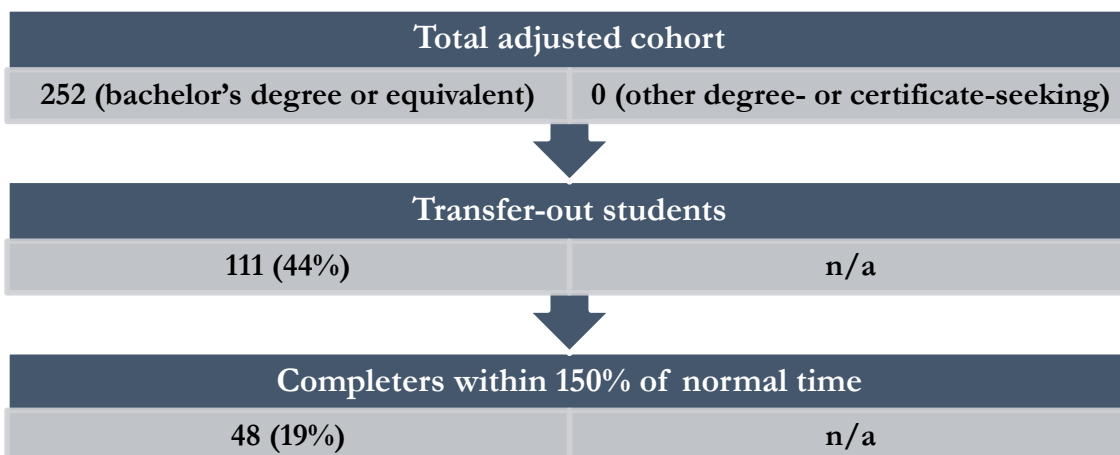 Total adjusted cohort
252 (bachelor's degree or equivalent) 0 (other degree- or certificate-seeking)
Transfer-out students
111 (44%) n/a
Completers within 150% of normal time
48 (19%) n/a